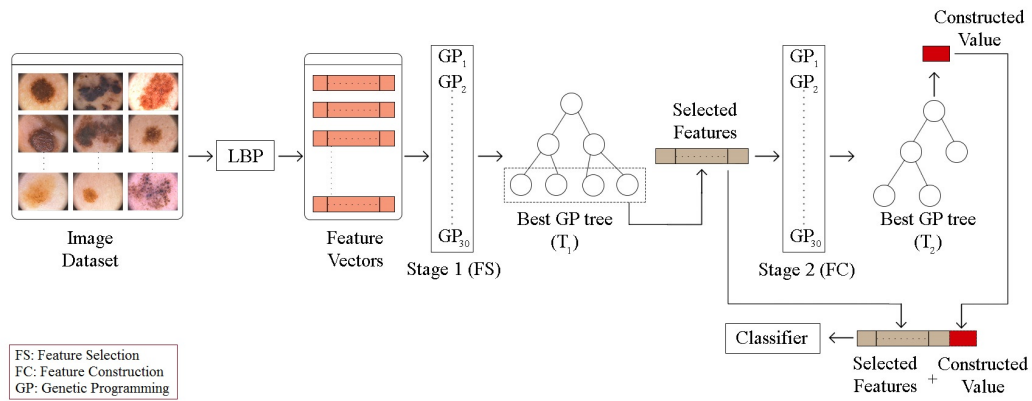 Image
Dataset
LBP
Feature
Vectors
GP1
GP2
GP30
Stage 1 (FS)
Best GP tree
(T1)
Selected
Features
GP1
GP2
GP30
Stage 2 (FC)
Constructed
Value
Best GP tree
(T2)
Classifier
Selected
Features
+
Constructed
Value
FS: Feature Selection
FC: Feature Construction
GP: Genetic Programming